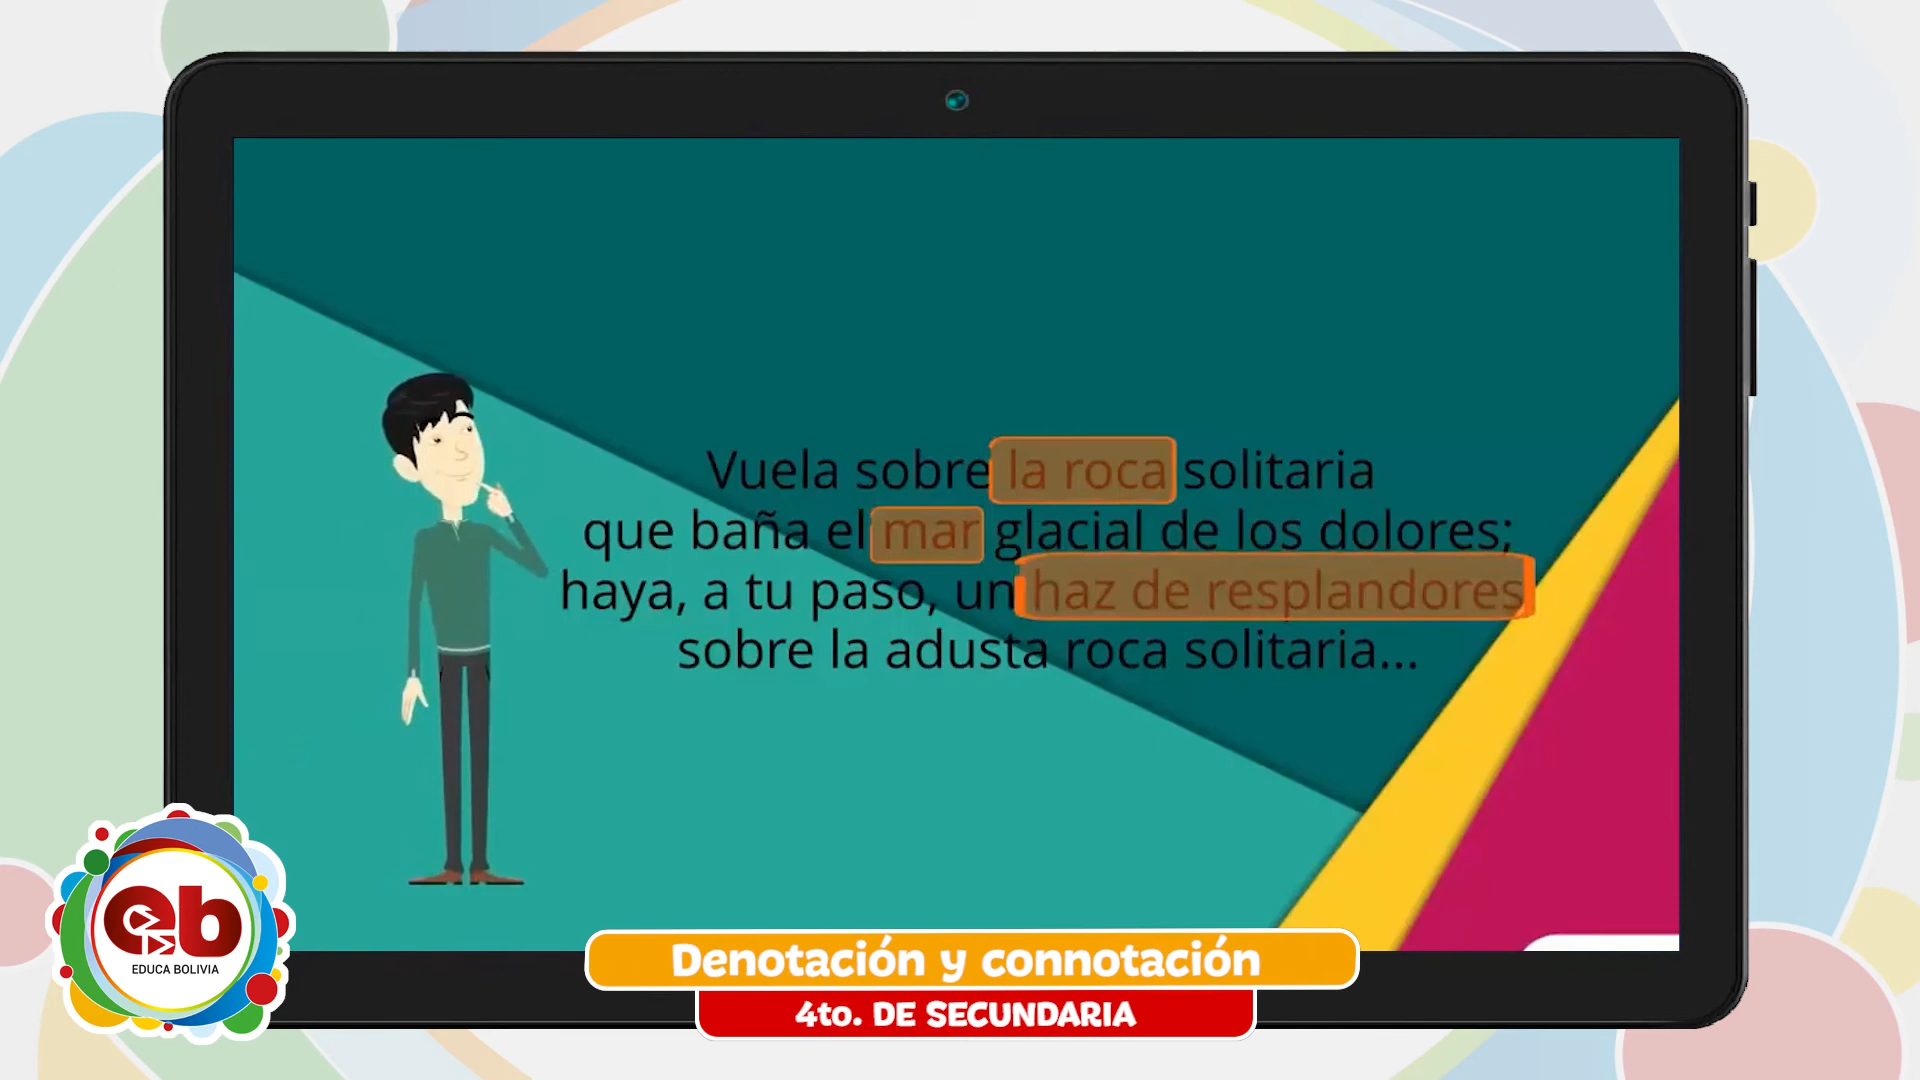 Vuela sobre la roca solitaria
que baña el mar glacial de los dolores;
haya, a tu paso, un haz de resplandores
sobre la adusta roca solitaria...
eb
EDUCA BOLIVIA
Denotación y connotación
4to. DE SECUNDARIA